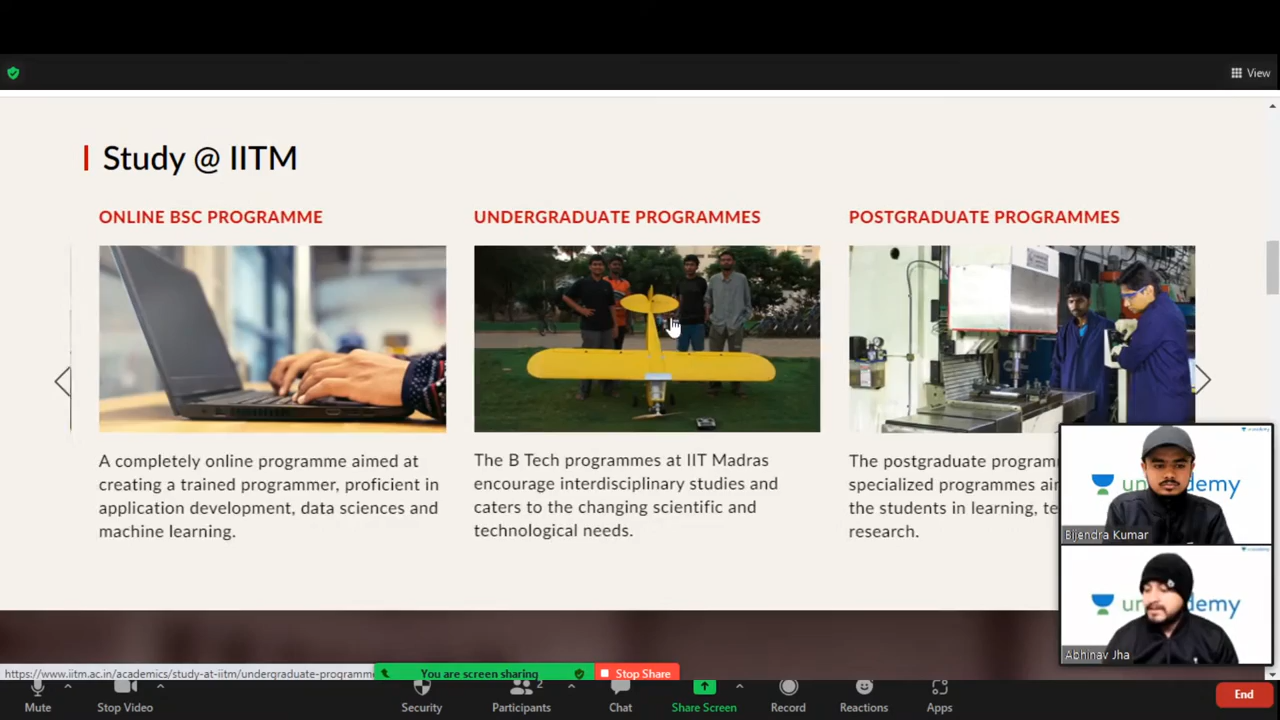 View
Study @ IITM
ONLINE BSC PROGRAMME
A completely online programme aimed at
creating a trained programmer, proficient in
application development, data sciences and
machine learning.
UNDERGRADUATE PROGRAMMES
The B Tech programmes at IIT Madras
encourage interdisciplinary studies and
caters to the changing scientific and
technological needs.
POSTGRADUATE PROGRAMMES
The postgraduate program
specialized programmes
the students in learning,
research.
Bijendra Kumar
Abhinav Jha
https://www.iitm.ac.in/academics/study-at-iitm/undergraduate-programme
You are screen sharing
Stop Share
Mute
Stop Video
Security
Participants
2
Chat
Share Screen
Record
Reactions
Apps
End